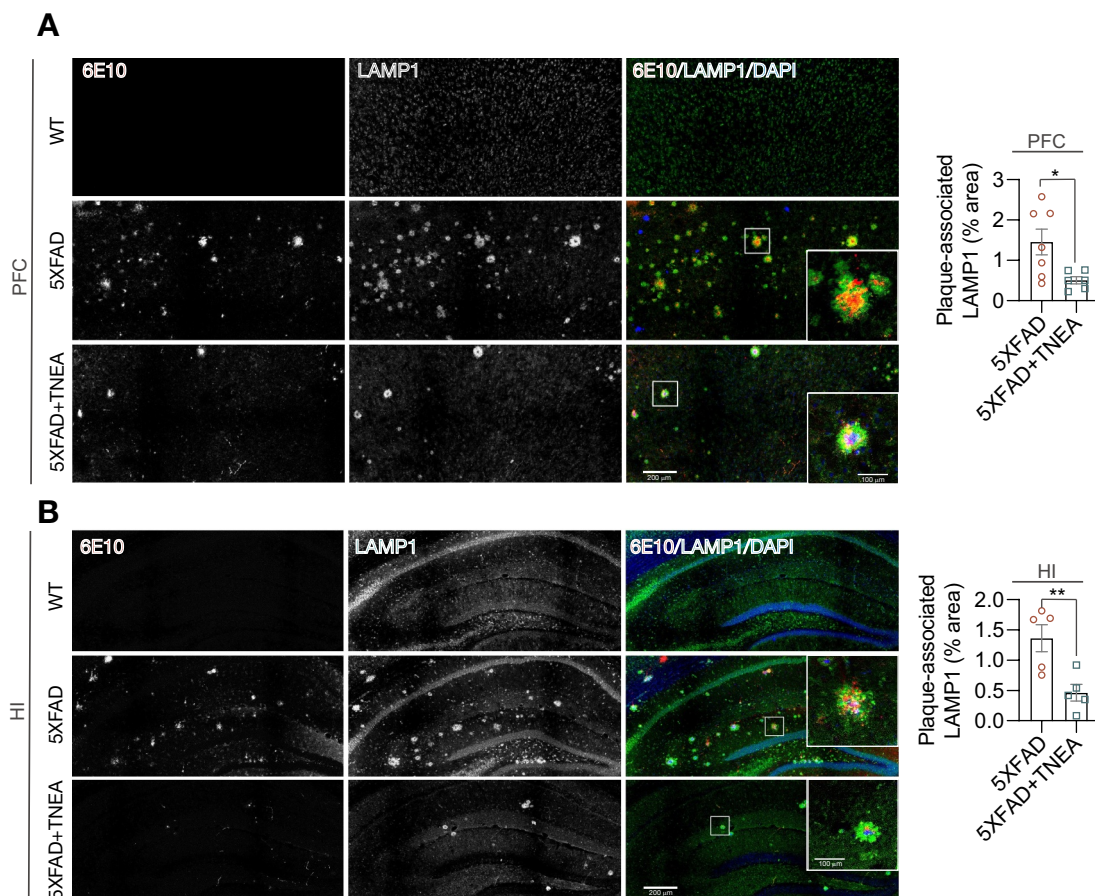 A
6E10
LAMP1
6E10/LAMP1/DAPI
PFC
WT
5XFAD
5XFAD+TNEA
200 µm
100 µm
PFC
Plaque-associated
LAMP1 (% area)
3
2
1
0
*
5XFAD
5XFAD+TNEA
B
6E10
LAMP1
6E10/LAMP1/DAPI
HI
WT
5XFAD
5XFAD+TNEA
100 µm
200 µm
HI
Plaque-associated
LAMP1 (% area)
2.0
1.5
1.0
0.5
0.0
**
5XFAD
5XFAD+TNEA